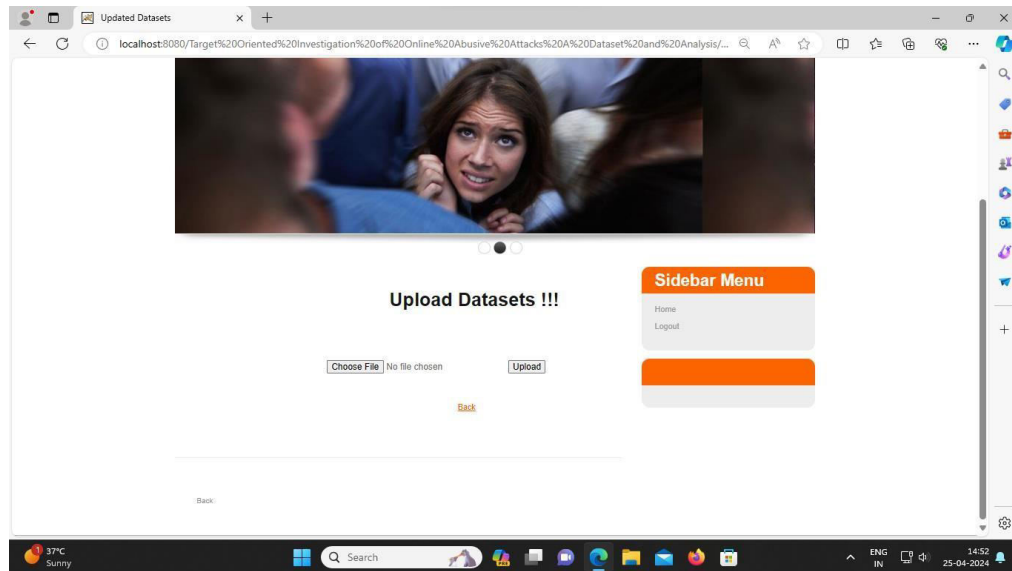 Updated Datasets
localhost:8080/Target%20Oriented%20Investigation%20of%20Online%20Abusive%20Attacks%20A%20Dataset%20and%20Analysis/...
Sidebar Menu
Home
Logout
Upload Datasets !!!
Choose File No file chosen Upload
Back
Back
1
37°C
Sunny
Search
ENG
IN
14:52
25-04-2024